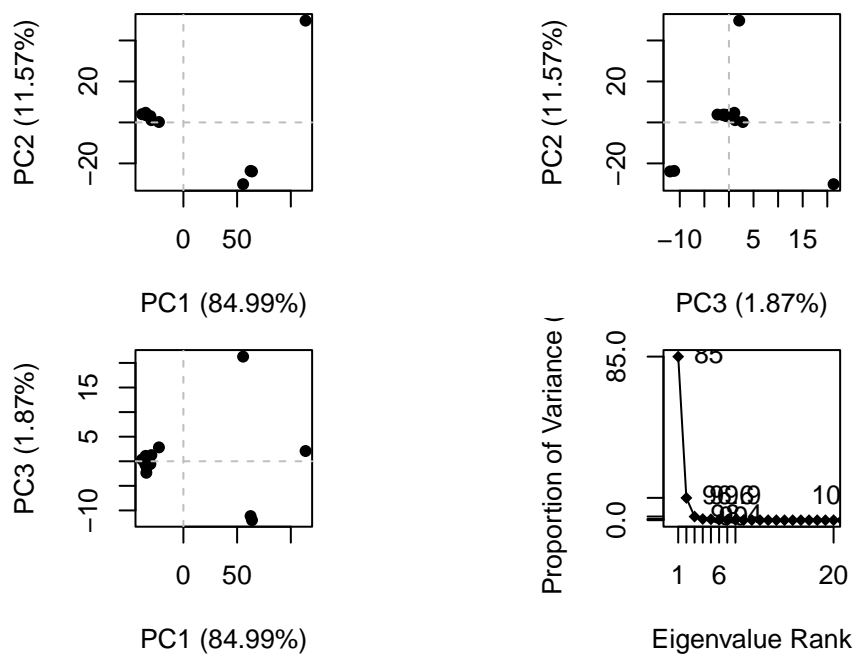 PC2 (11.57%)
20
−20
0 50
PC1 (84.99%)
PC2 (11.57%)
20
−20
−10 5 15
PC3 (1.87%)
PC3 (1.87%)
15
5
−10
0 50
PC1 (84.99%)
Proportion of Variance (
85.0
0.0
85
10
1 6 20
Eigenvalue Rank